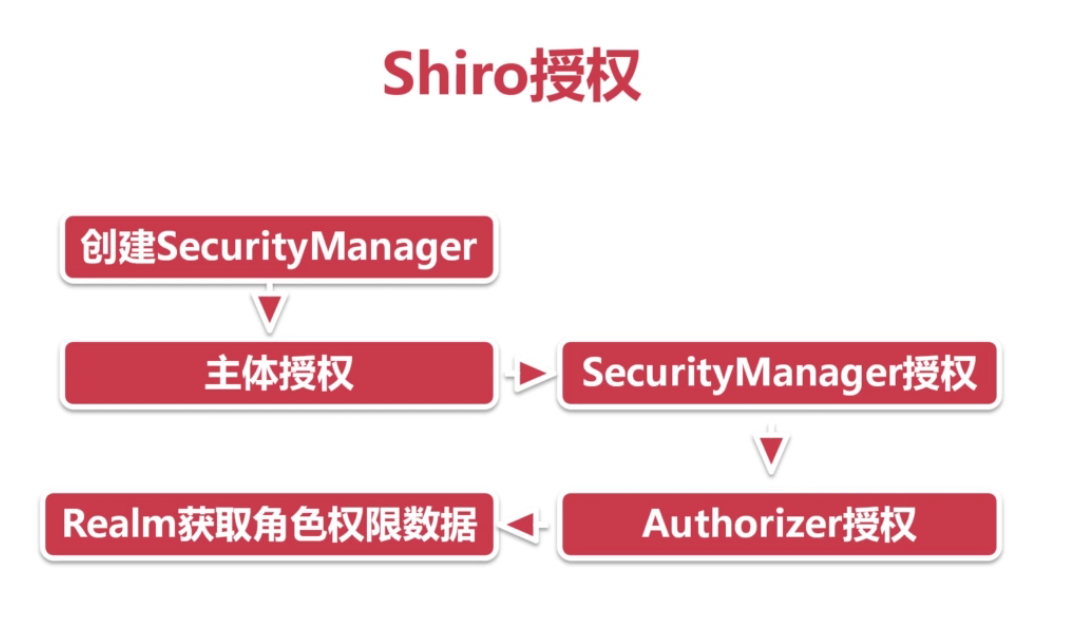 Shiro授权
创建SecurityManager
主体授权
SecurityManager授权
Authorizer授权
Realm获取角色权限数据